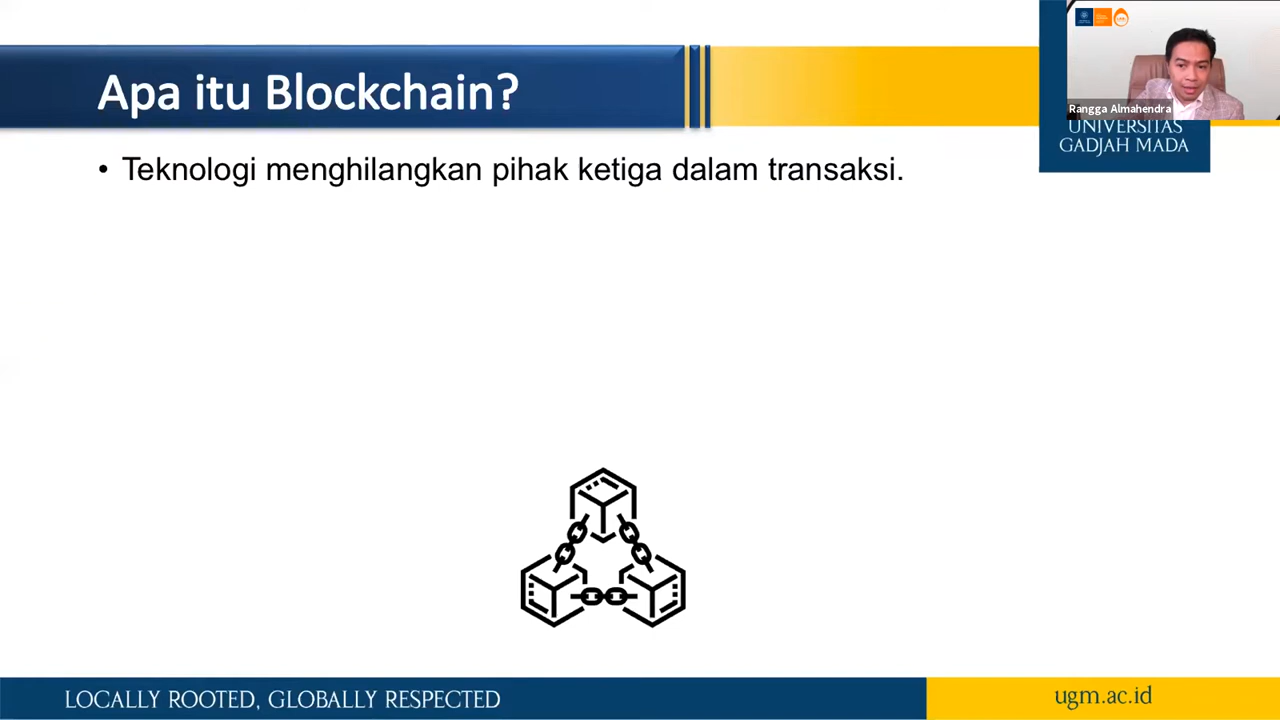 Apa itu Blockchain?
Rangga Almahendra
UNIVERSITAS
GADJAH MADA
• Teknologi menghilangkan pihak ketiga dalam transaksi.
LOCALLY ROOTED, GLOBALLY RESPECTED
ugm.ac.id